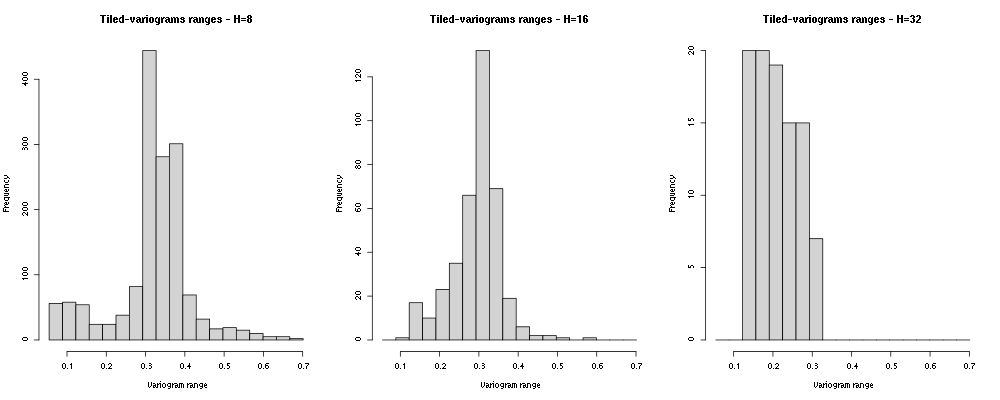 Tiled-variograms ranges - H=8
Frequency
400
300
200
100
0
0.1 0.2 0.3 0.4 0.5 0.6 0.7
Variogram range
Tiled-variograms ranges - H=16
Frequency
120
100
80
60
40
20
0
0.1 0.2 0.3 0.4 0.5 0.6 0.7
Variogram range
Tiled-variograms ranges - H=32
Frequency
20
15
10
5
0
0.1 0.2 0.3 0.4 0.5 0.6 0.7
Variogram range